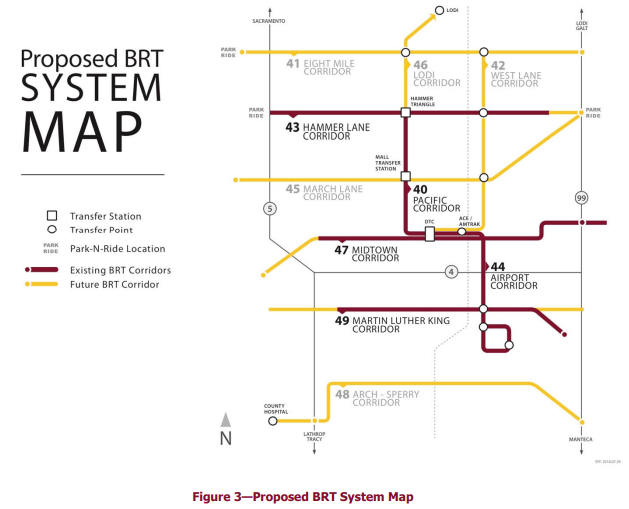 Proposed BRT
SYSTEM
MAP
Transfer Station
Transfer Point
PARK
RIDE
Park-N-Ride Location
Existing BRT Corridors
Future BRT Corridor
N
SACRAMENTO
LODI
LODI
GALT
PARK
RIDE
41 EIGHT MILE
CORRIDOR
46
LODI
CORRIDOR
42
WEST LANE
CORRIDOR
HAMMER
TRIANGLE
PARK
RIDE
PARK
RIDE
43 HAMMER LANE
CORRIDOR
MALL
TRANSFER
STATION
45 MARCH LANE
CORRIDOR
40
PACIFIC
CORRIDOR
5
99
DTC
ACE /
AMTRAK
47 MIDTOWN
CORRIDOR
4
44
AIRPORT
CORRIDOR
49 MARTIN LUTHER KING
CORRIDOR
48 ARCH - SPERRY
CORRIDOR
COUNTY
HOSPITAL
LATHROP
TRACY
MANTECA
Figure 3—Proposed BRT System Map